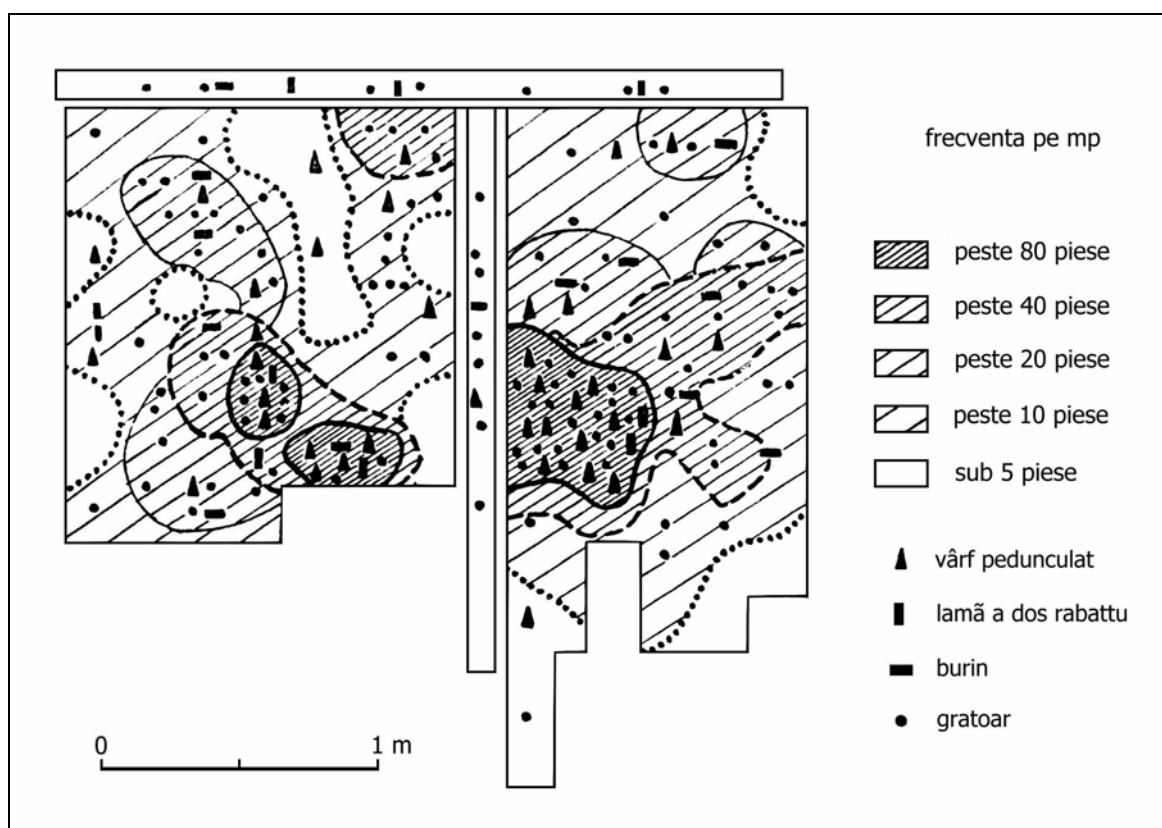 frecventa pe mp
peste 80 piese
peste 40 piese
peste 20 piese
peste 10 piese
sub 5 piese
vârf pedunculat
lamã a dos rabattu
burin
gratoar
0 1 m